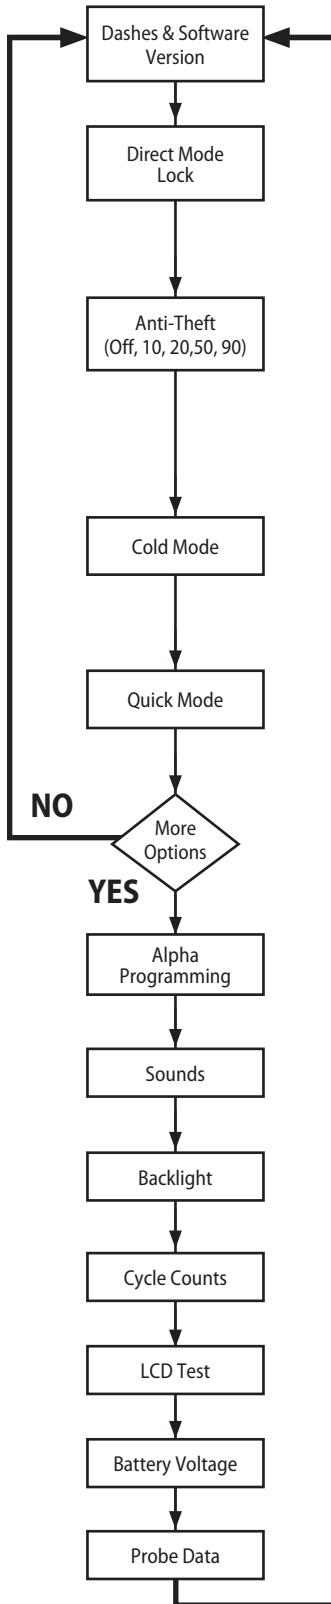 Dashes & Software
Version
Direct Mode
Lock
Anti-Theft
(Off, 10, 20,50, 90)
Cold Mode
Quick Mode
NO
More
Options
YES
Alpha
Programming
Sounds
Backlight
Cycle Counts
LCD Test
Battery Voltage
Probe Data